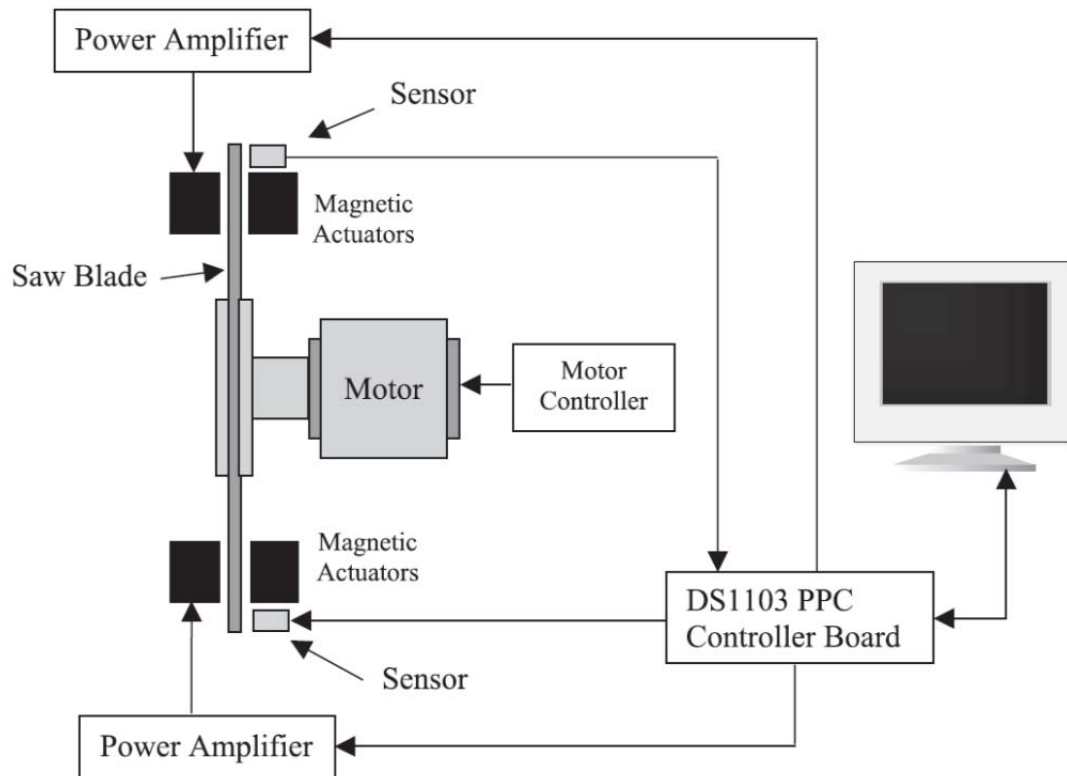 Power Amplifier
Sensor
Magnetic
Actuators
Saw Blade
Motor
Motor
Controller
Magnetic
Actuators
DS1103 PPC
Controller Board
Sensor
Power Amplifier